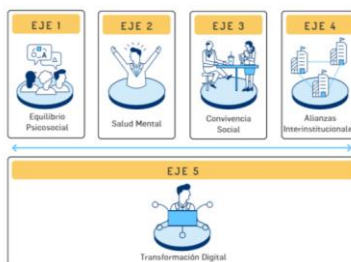 EJE 1
Equilibrio
Psicosocial
EJE 2
Salud Mental
EJE 3
Convivencia
Social
EJE 4
Alianzas
Interinstitucionale
EJE 5
Transformación Digital